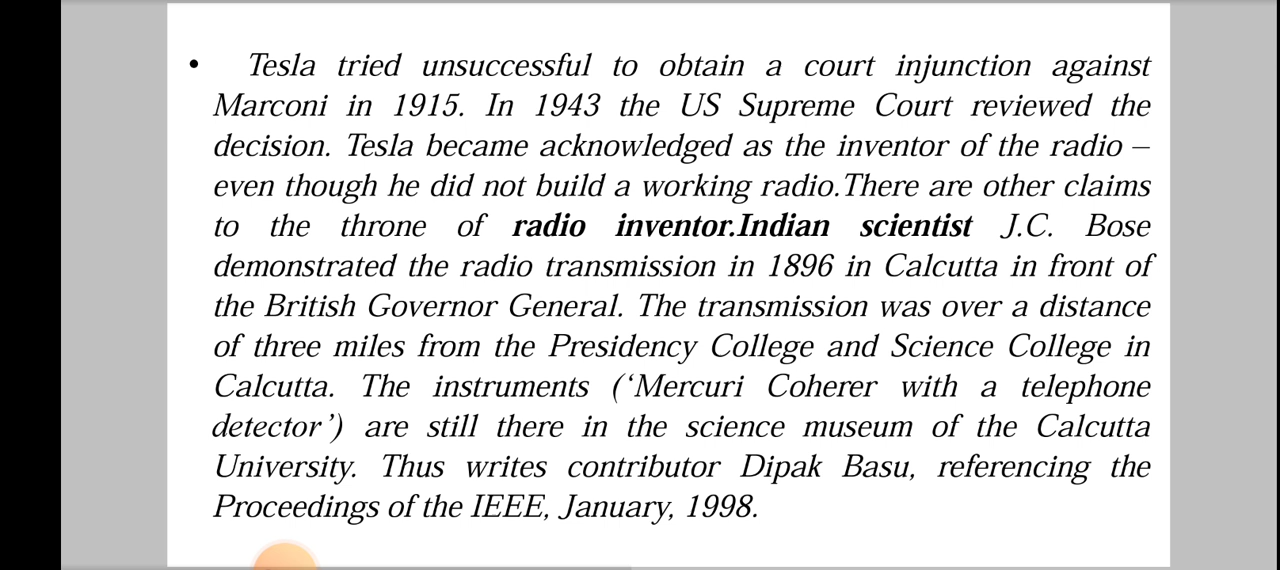 • Tesla tried unsuccessful to obtain a court injunction against
Marconi in 1915. In 1943 the US Supreme Court reviewed the
decision. Tesla became acknowledged as the inventor of the radio –
even though he did not build a working radio.There are other claims
to the throne of radio inventor.Indian scientist J.C. Bose
demonstrated the radio transmission in 1896 in Calcutta in front of
the British Governor General. The transmission was over a distance
of three miles from the Presidency College and Science College in
Calcutta. The instruments (‘Mercuri Coherer with a telephone
detector’) are still there in the science museum of the Calcutta
University. Thus writes contributor Dipak Basu, referencing the
Proceedings of the IEEE, January, 1998.